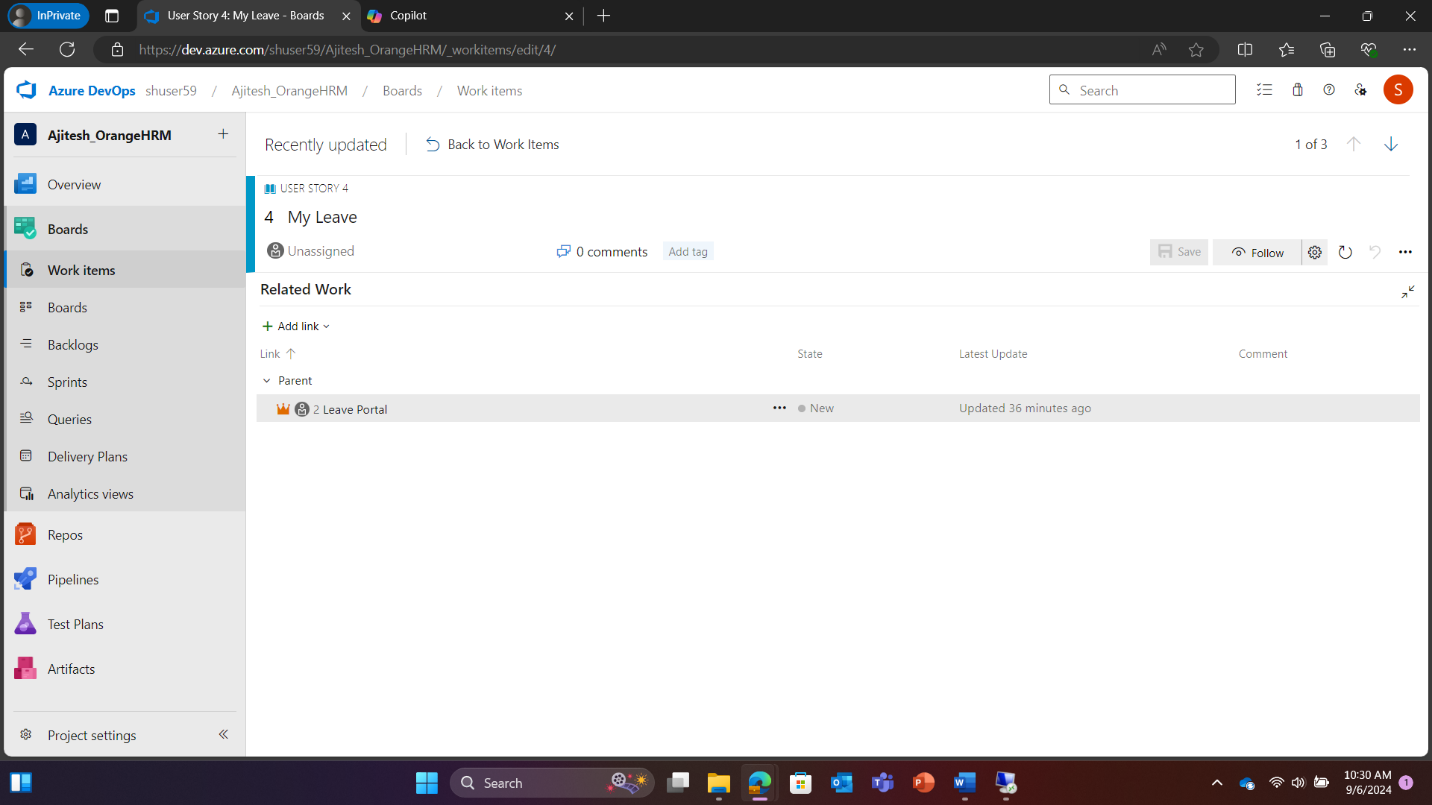 InPrivate
User Story 4: My Leave - Boards
Copilot
https://dev.azure.com/shuser59/Ajitesh_OrangeHRM/_workitems/edit/4/
Azure DevOps shuser59 / Ajitesh_OrangeHRM / Boards / Work items
Search
S
A Ajitesh_OrangeHRM
Overview
Boards
Work items
Boards
Backlogs
Sprints
Queries
Delivery Plans
Analytics views
Repos
Pipelines
Test Plans
Artifacts
Project settings
Recently updated
Back to Work Items
1 of 3
USER STORY 4
4 My Leave
Unassigned
0 comments
Add tag
Save
Follow
Related Work
Add link
Link State Latest Update Comment
Parent
2 Leave Portal New Updated 36 minutes ago
Search
10:30 AM
9/6/2024
1